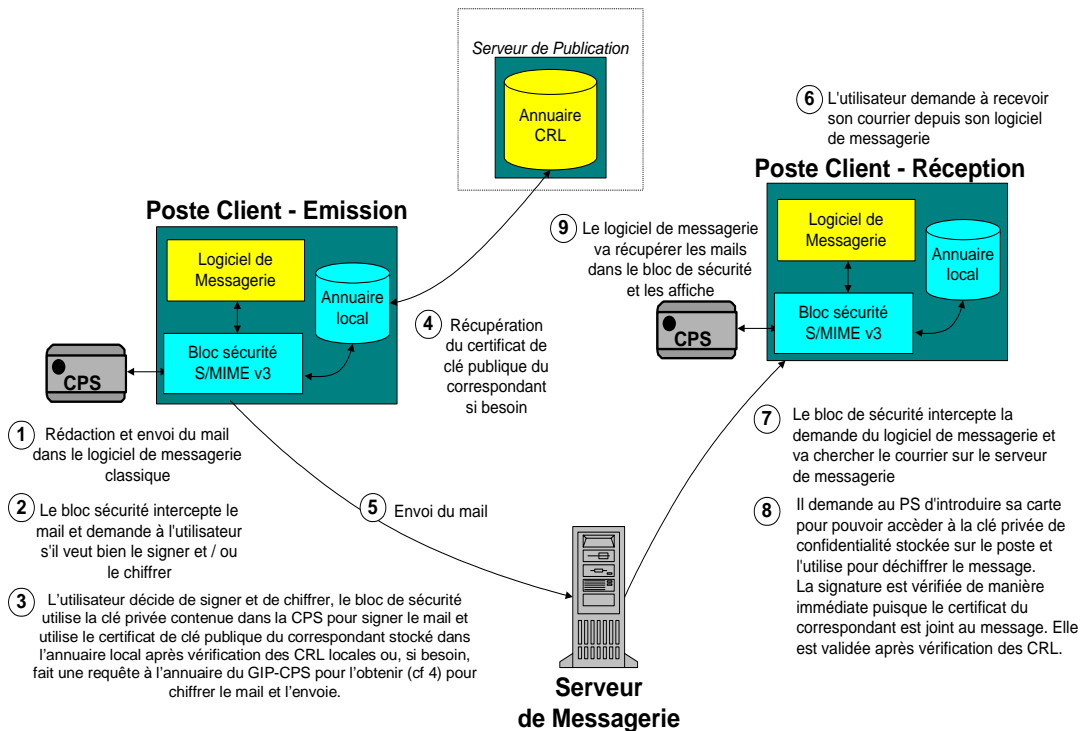 Serveur de Publication
Annuaire
CRL
6
L'utilisateur demande à recevoir
son courrier depuis son logiciel
de messagerie
Poste Client - Emission
Logiciel de
Messagerie
Annuaire
local
Bloc sécurité
S/MIME v3
CPS
4
Récupération
du certificat de
clé publique du
correspondant
si besoin
Poste Client - Réception
9
Le logiciel de messagerie
va récupérer les mails
dans le bloc de sécurité
et les affiche
Logiciel de
Messagerie
Annuaire
local
Bloc sécurité
S/MIME v3
CPS
1
Rédaction et envoi du mail
dans le logiciel de messagerie
classique
2
Le bloc sécurité intercepte le
mail et demande à l'utilisateur
s'il veut bien le signer et / ou
le chiffrer
5
Envoi du mail
3
L'utilisateur décide de signer et de chiffrer, le bloc de sécurité
utilise la clé privée contenue dans la CPS pour signer le mail et
utilise le certificat de clé publique du correspondant stocké dans
l'annuaire local après vérification des CRL locales ou, si besoin,
fait une requête à l'annuaire du GIP-CPS pour l'obtenir (cf 4) pour
chiffrer le mail et l'envoie.
7
Le bloc de sécurité intercepte la
demande du logiciel de messagerie et
va chercher le courrier sur le serveur
de messagerie
8
Il demande au PS d'introduire sa carte
pour pouvoir accèder à la clé privée de
confidentialité stockée sur le poste et
l'utilise pour déchiffrer le message.
La signature est vérifiée de manière
immédiate puisque le certificat du
correspondant est joint au message. Elle
est validée après vérification des CRL.
Serveur
de Messagerie